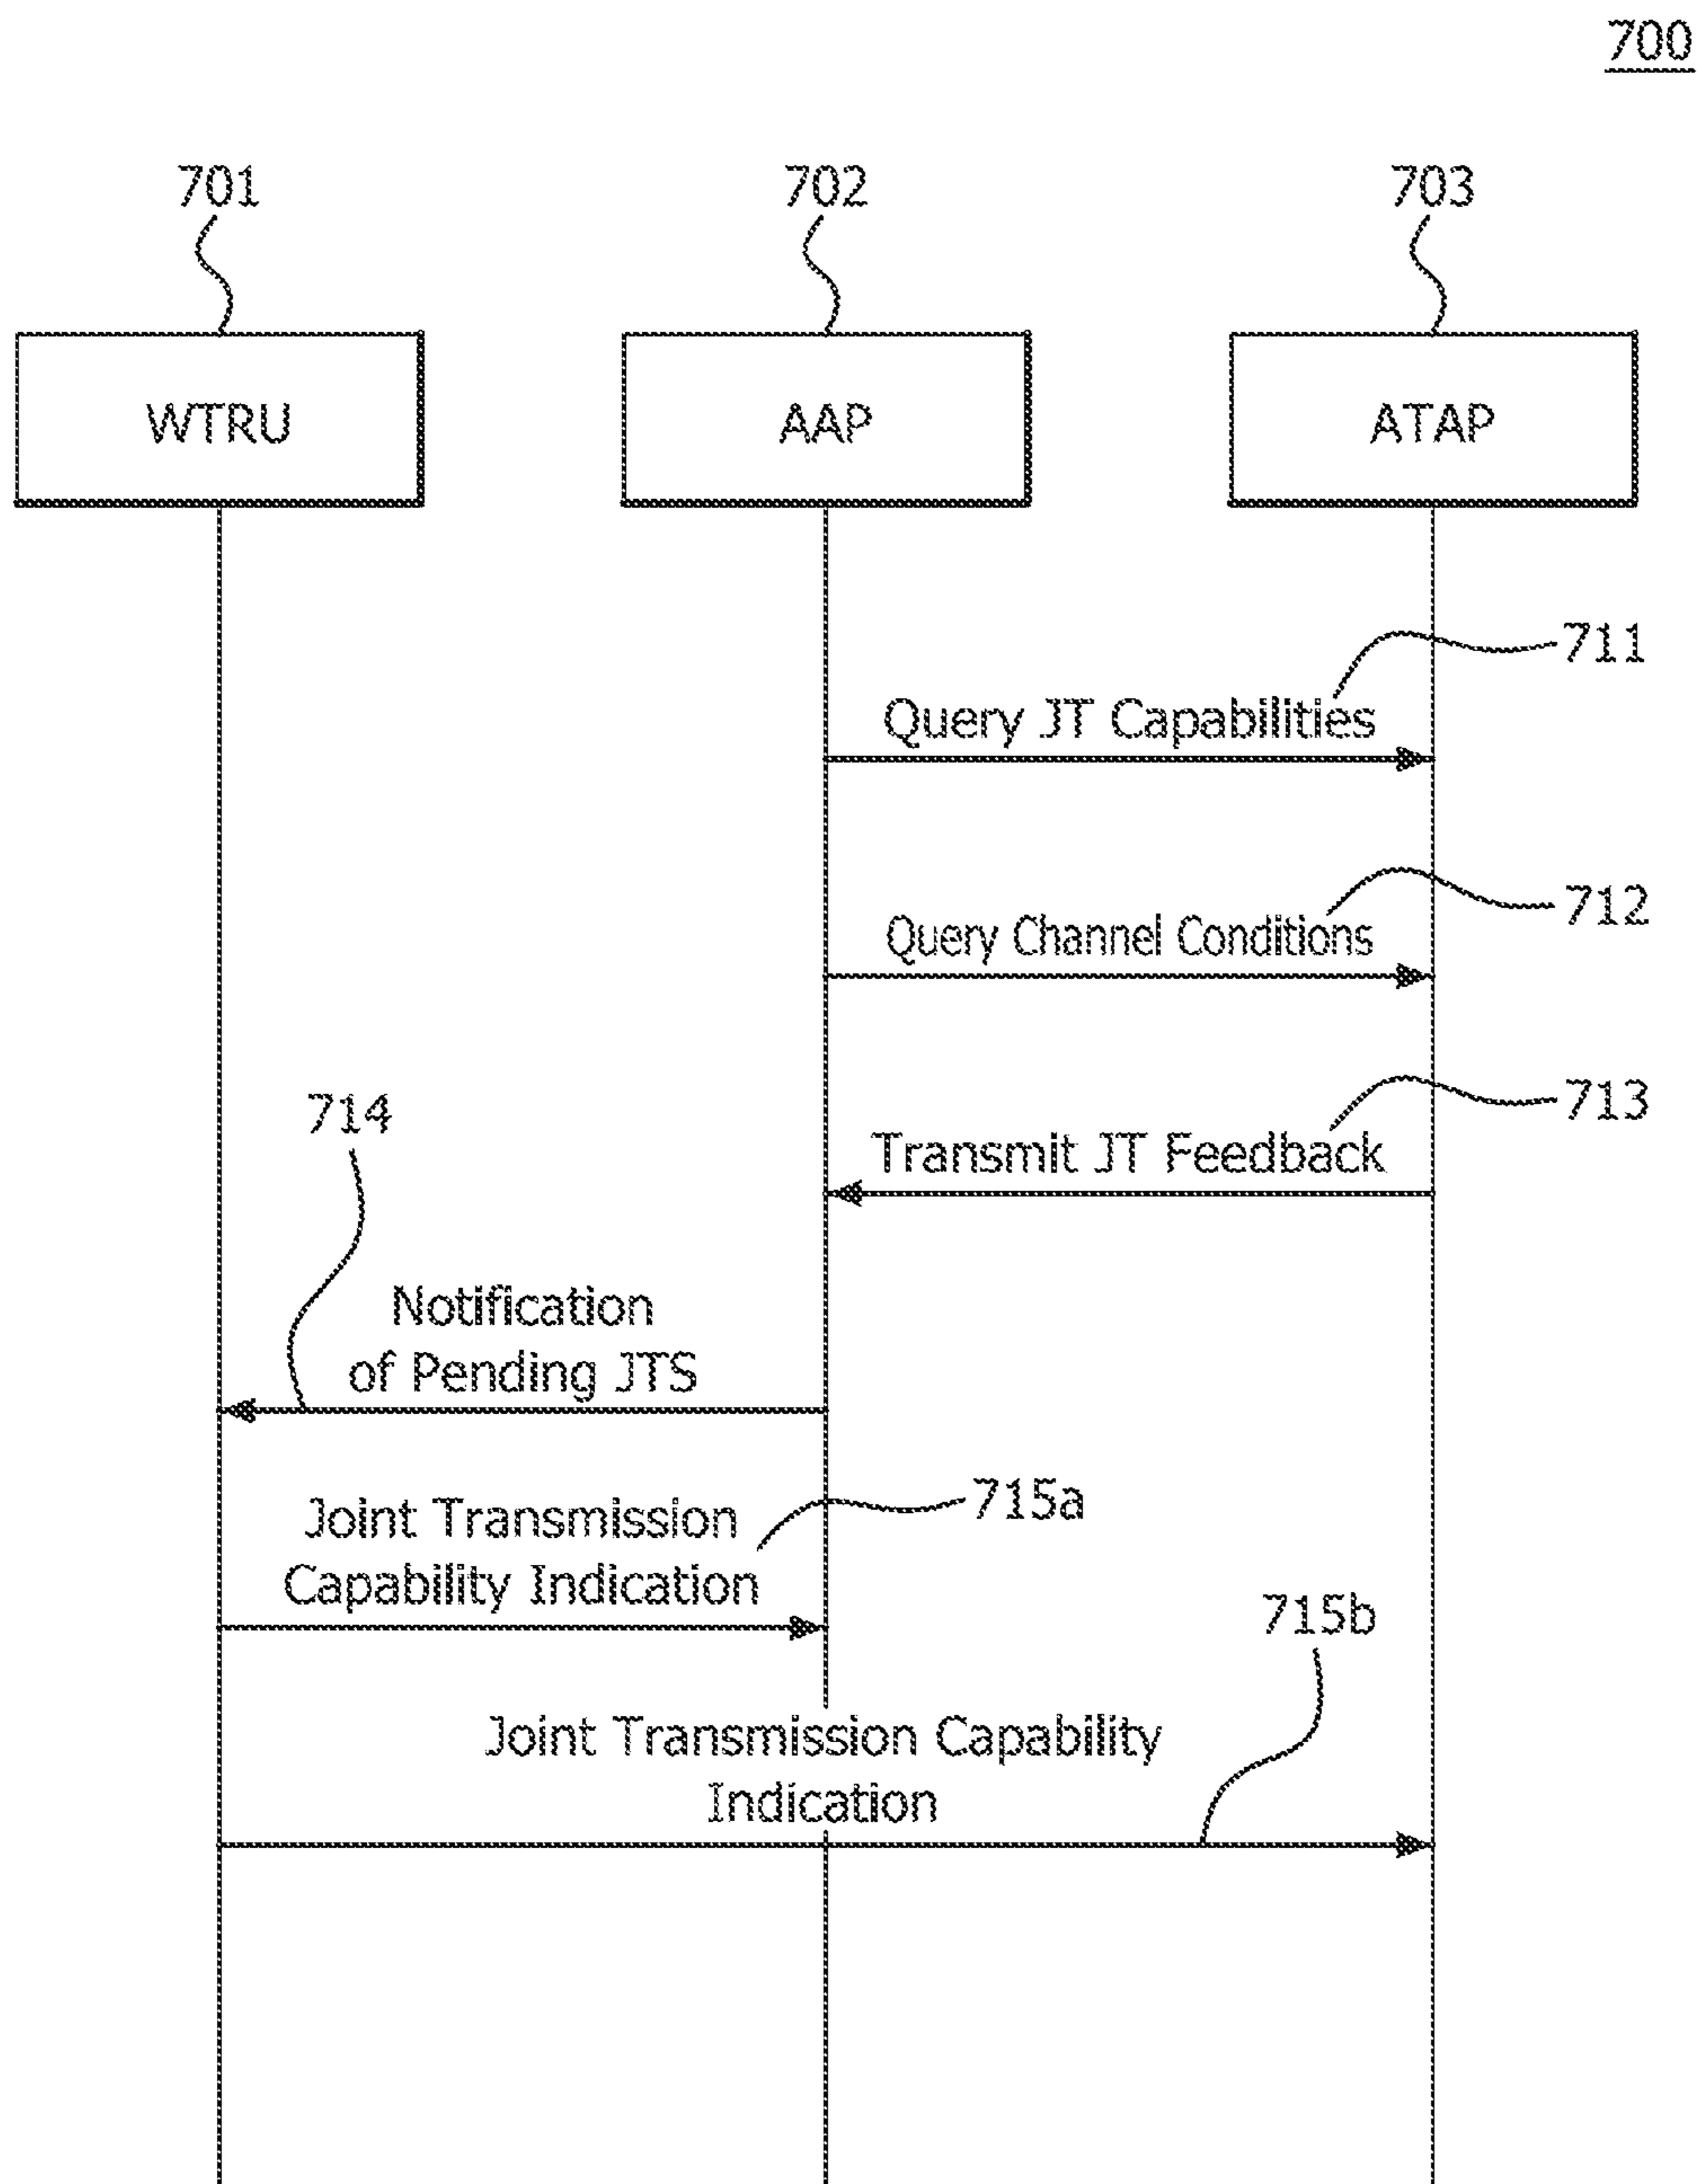 700
701
702
703
WTRU
AAP
ATAP
711
Query JT Capabilities
712
Query Channel Conditions
713
Transmit JT Feedback
714
Notification
of Pending JTS
715a
Joint Transmission
Capability Indication
715b
Joint Transmission Capability
Indication